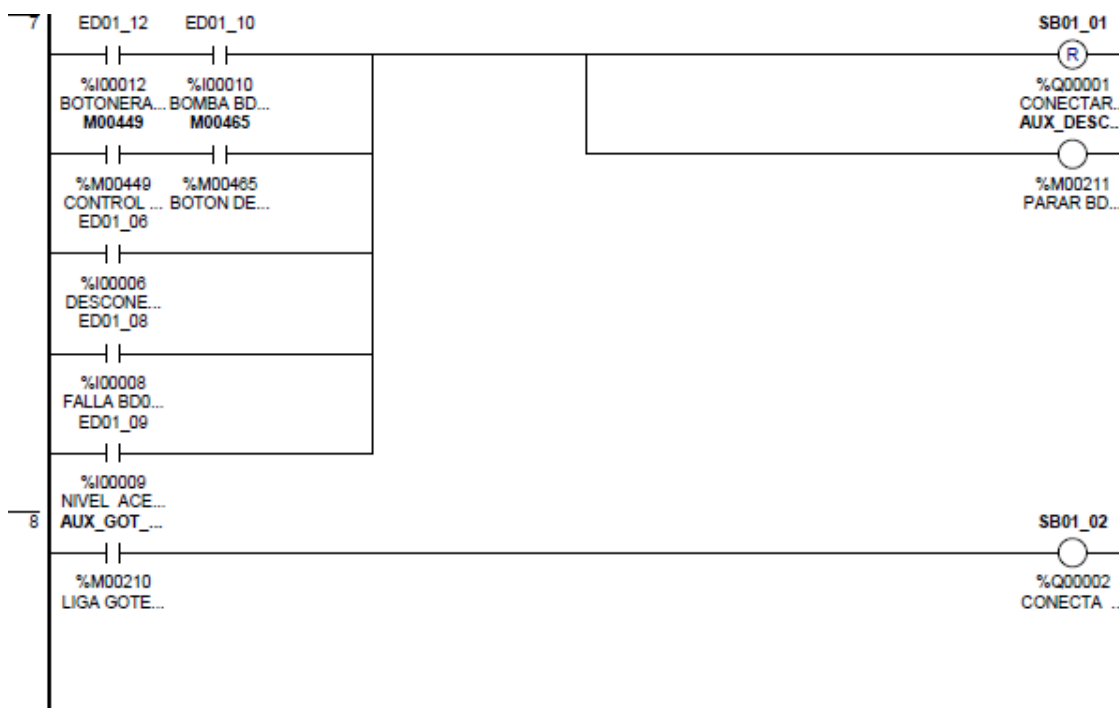 7 ED01_12 ED01_10 SB01_01
R
%I00012 %I00010 %Q00001
BOTONERA... BOMBA BD... CONECTAR...
M00449 M00465 AUX_DESC...
%M00449 %M00465 %M00211
CONTROL ... BOTON DE... PARAR BD...
ED01_06
%I00006
DESCONE...
ED01_08
%I00008
FALLA BD0...
ED01_09
%I00009
NIVEL ACE...
8 AUX_GOT_... SB01_02
%M00210 %Q00002
LIGA GOTE... CONECTA ...